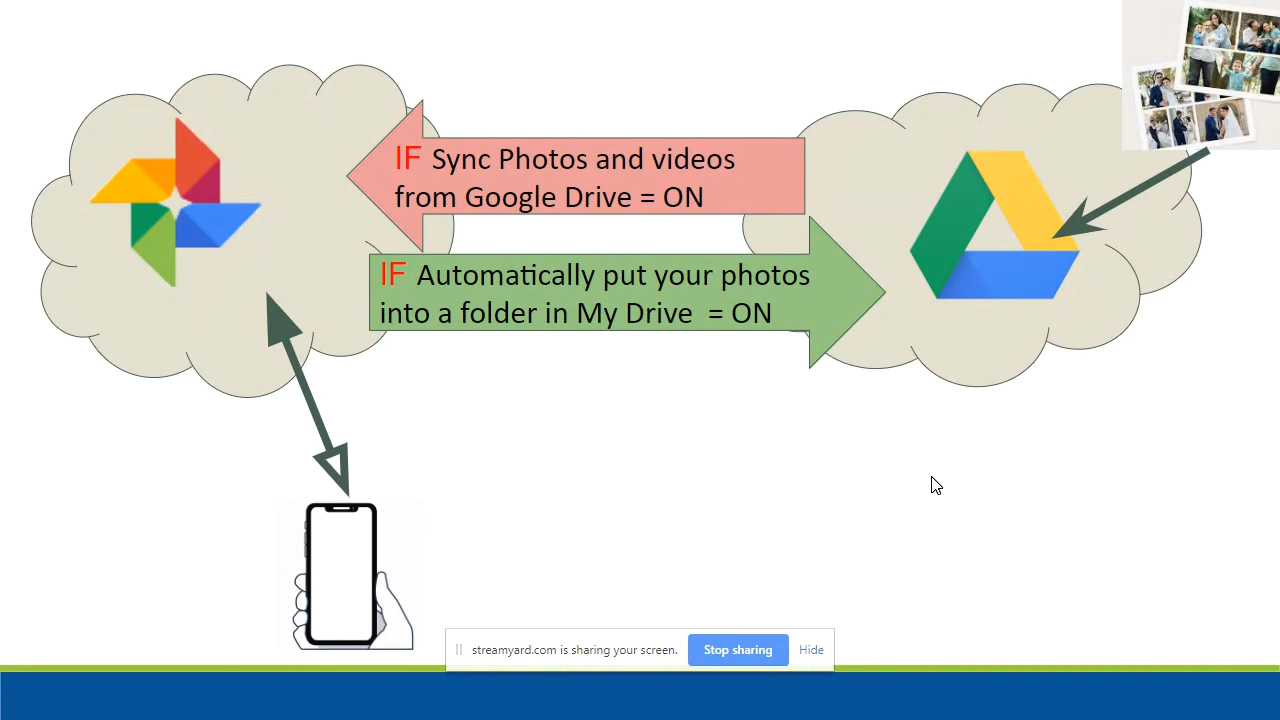 IF Sync Photos and videos
from Google Drive = ON
IF Automatically put your photos
into a folder in My Drive  = ON
streamyard.com is sharing your screen.
Stop sharing
Hide